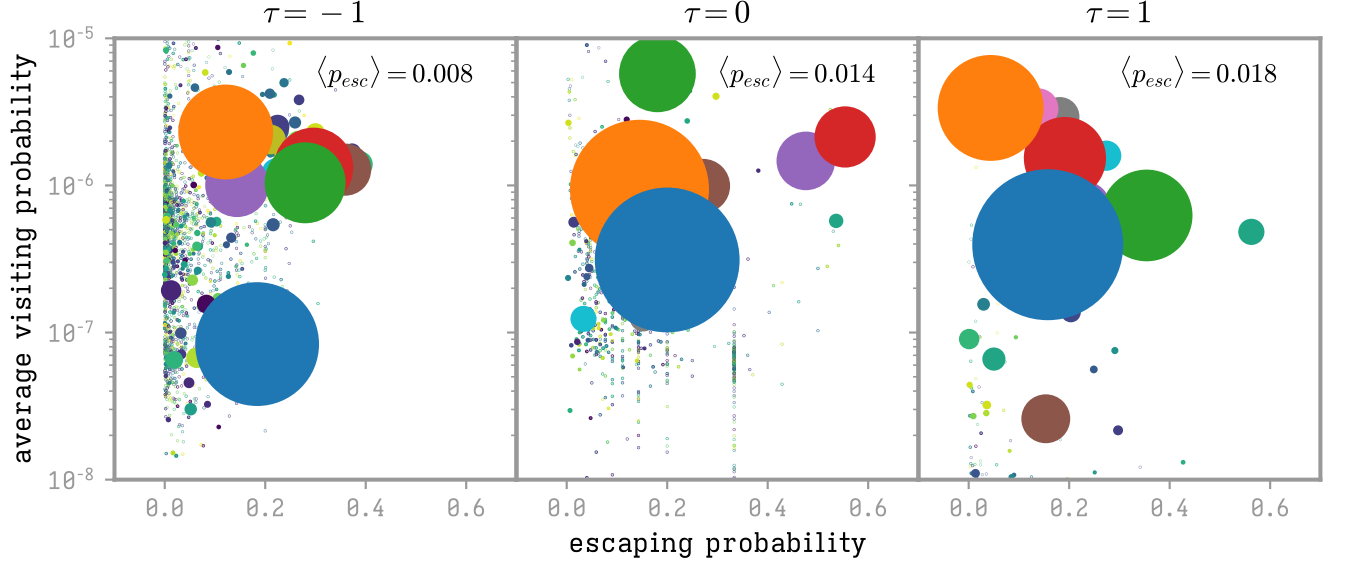 τ = −1
τ = 0
τ = 1
average visiting probability
10⁻⁵
10⁻⁶
10⁻⁷
10⁻⁸
⟨p_esc⟩ = 0.008
⟨p_esc⟩ = 0.014
⟨p_esc⟩ = 0.018
0.0 0.2 0.4 0.6
0.0 0.2 0.4 0.6
0.0 0.2 0.4 0.6
escaping probability